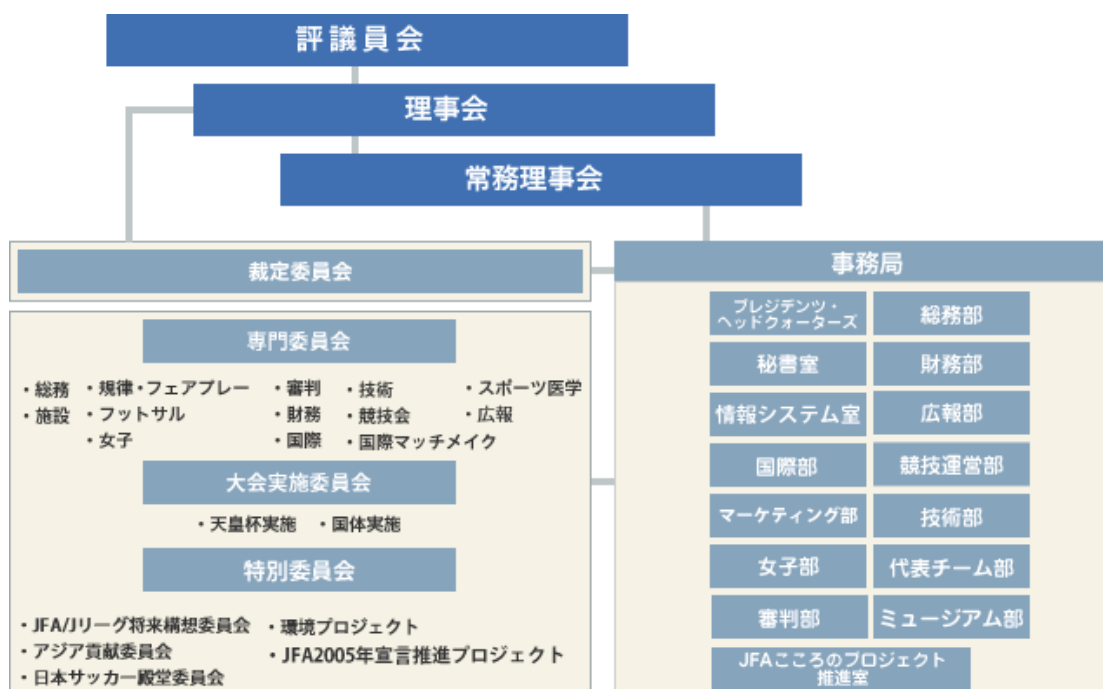 評議員会
理事会
常務理事会
裁定委員会
専門委員会
・総務 ・規律・フェアプレー ・審判 ・技術 ・スポーツ医学
・施設 ・フットサル ・財務 ・競技会 ・広報
・女子 ・国際 ・国際マッチメイク
大会実施委員会
・天皇杯実施 ・国体実施
特別委員会
・JFA/Jリーグ将来構想委員会 ・環境プロジェクト
・アジア貢献委員会 ・JFA2005年宣言推進プロジェクト
・日本サッカー殿堂委員会
事務局
プレジデンツ・
ヘッドクォーターズ
総務部
秘書室
財務部
情報システム室
広報部
国際部
競技運営部
マーケティング部
技術部
女子部
代表チーム部
審判部
ミュージアム部
JFAこころのプロジェクト
推進室